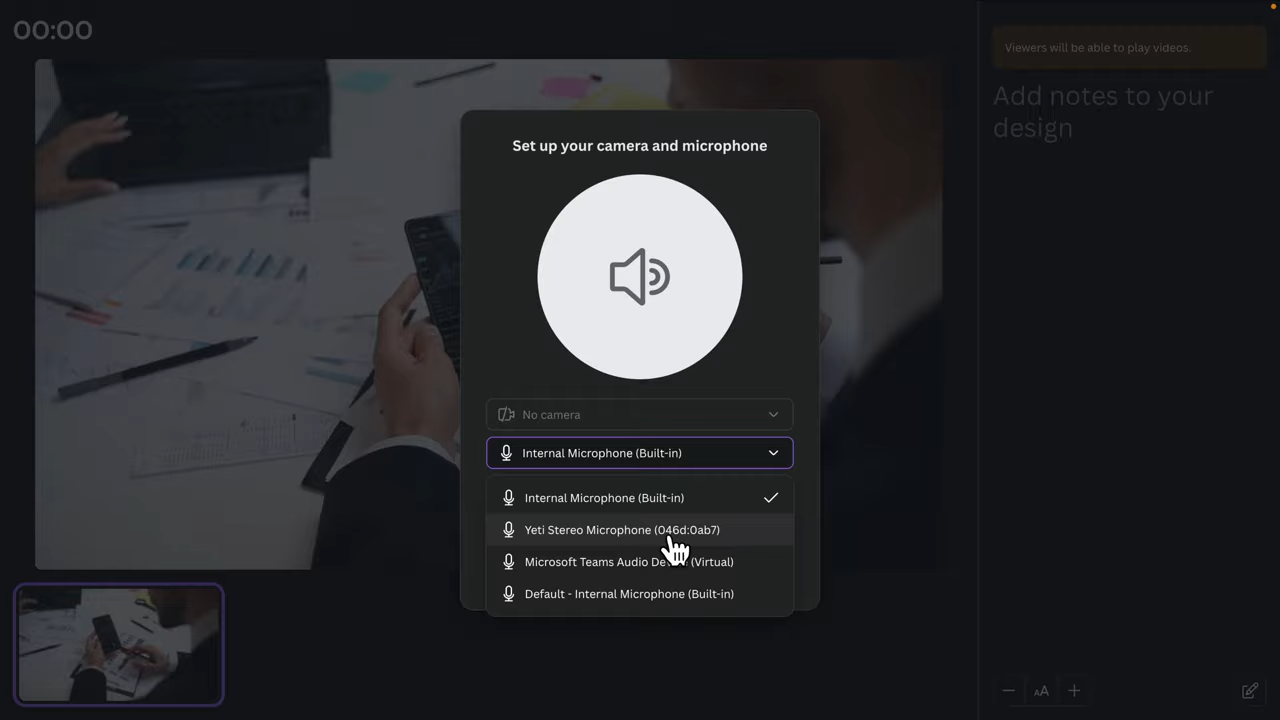 00:00
Viewers will be able to play videos.
Add notes to your
design
Set up your camera and microphone
No camera
Internal Microphone (Built-in)
Internal Microphone (Built-in)
Yeti Stereo Microphone (046d:0ab7)
Microsoft Teams Audio (Virtual)
Default - Internal Microphone (Built-in)
AA